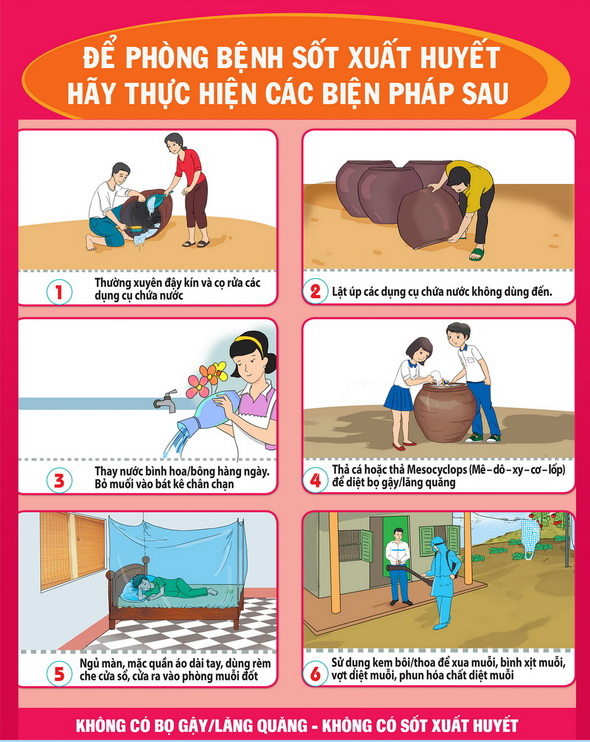 ĐỂ PHÒNG BỆNH SỐT XUẤT HUYẾT
HÃY THỰC HIỆN CÁC BIỆN PHÁP SAU
1
Thường xuyên đậy kín và cọ rửa các
dụng cụ chứa nước
2
Lật úp các dụng cụ chứa nước không dùng đến.
3
Thay nước bình hoa/bông hàng ngày.
Bỏ muối vào bát kê chân chạn
4
Thả cá hoặc thả Mesocyclops (Mê – dô – xy – cơ – lốp)
để diệt bọ gậy/lăng quăng
5
Ngủ màn, mặc quần áo dài tay, dùng rèm
che cửa sổ, cửa ra vào phòng muỗi đốt
6
Sử dụng kem bôi/thoa để xua muỗi, bình xịt muỗi,
vợt diệt muỗi, phun hóa chất diệt muỗi
KHÔNG CÓ BỌ GẬY/LĂNG QUĂNG - KHÔNG CÓ SỐT XUẤT HUYẾT